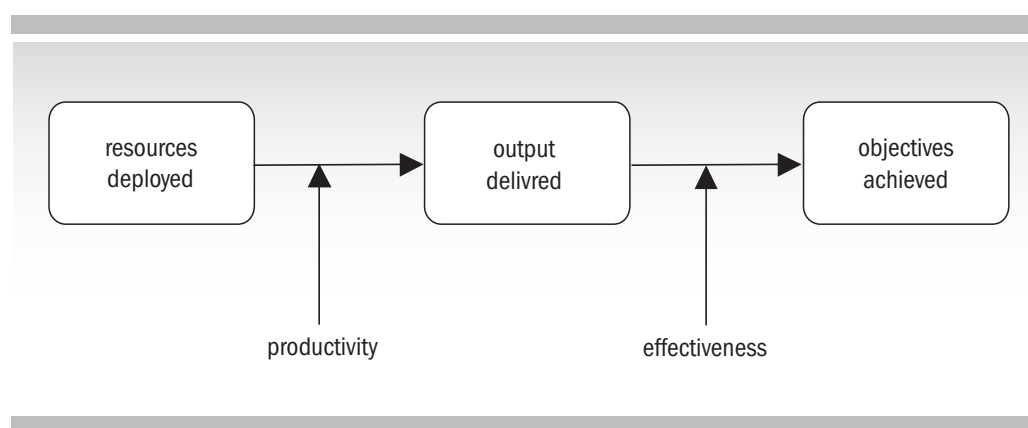 resources
deployed
output
delivred
objectives
achieved
productivity
effectiveness